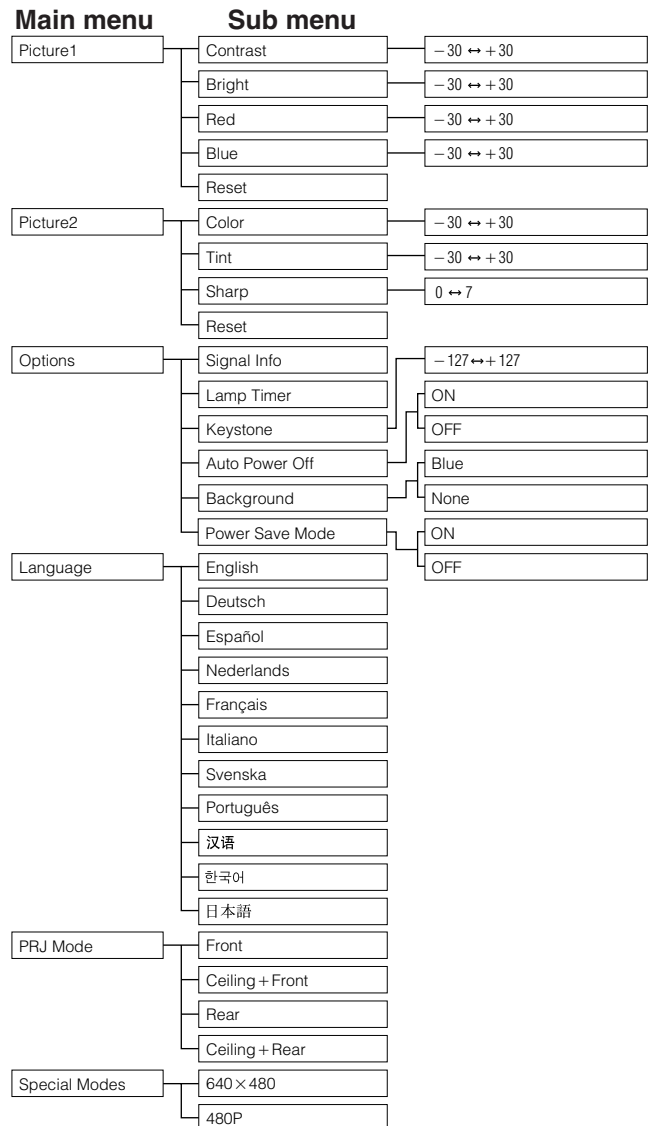 Main menu Sub menu
Picture1 Contrast −30 ↔ +30
Bright −30 ↔ +30
Red −30 ↔ +30
Blue −30 ↔ +30
Reset
Picture2 Color −30 ↔ +30
Tint −30 ↔ +30
Sharp 0 ↔ 7
Reset
Options Signal Info −127↔+127
Lamp Timer ON
Keystone OFF
Auto Power Off Blue
Background None
Power Save Mode ON
Language English OFF
Deutsch
Español
Nederlands
Français
Italiano
Svenska
Português
汉语
한국어
日本語
PRJ Mode Front
Ceiling+Front
Rear
Ceiling+Rear
Special Modes 640×480
480P